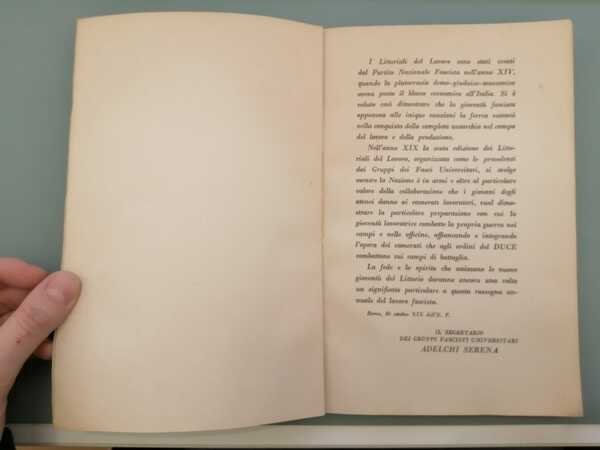 I Littoriali del Lavoro sono stati creati
dal Partito Nazionale Fascista nell'anno XIV,
quando la plutocrazia demo-giudaico-massonica
aveva posto il blocco economico all'Italia. Si è
voluto così dimostrare che la gioventù fascista
opponeva alle inique sanzioni la ferrea volontà
nella conquista della completa autarchia nel campo
del lavoro e della produzione.
Nell'anno XIX la sesta edizione dei Litto-
riali del Lavoro, organizzata come le precedenti
dai Gruppi dei Fasci Universitari, si svolge
mentre la Nazione è in armi e oltre al particolare
valore della collaborazione che i giovani degli
atenei danno ai camerati lavoratori, vuol dimo-
strare la particolare preparazione con cui la
gioventù lavoratrice combatte la propria guerra nei
campi e nelle officine, affiancando e integrando
l'opera dei camerati che agli ordini del DUCE
combattono sui campi di battaglia.
La fede e lo spirito che animano la nuova
gioventù del Littorio daranno ancora una volta
un significato particolare a questa rassegna an-
nuale del lavoro fascista.
Roma, ottobre XIX dell'E. F.
IL SEGRETARIO
DEI GRUPPI FASCISTI UNIVERSITARI
ADELCHI SERENA